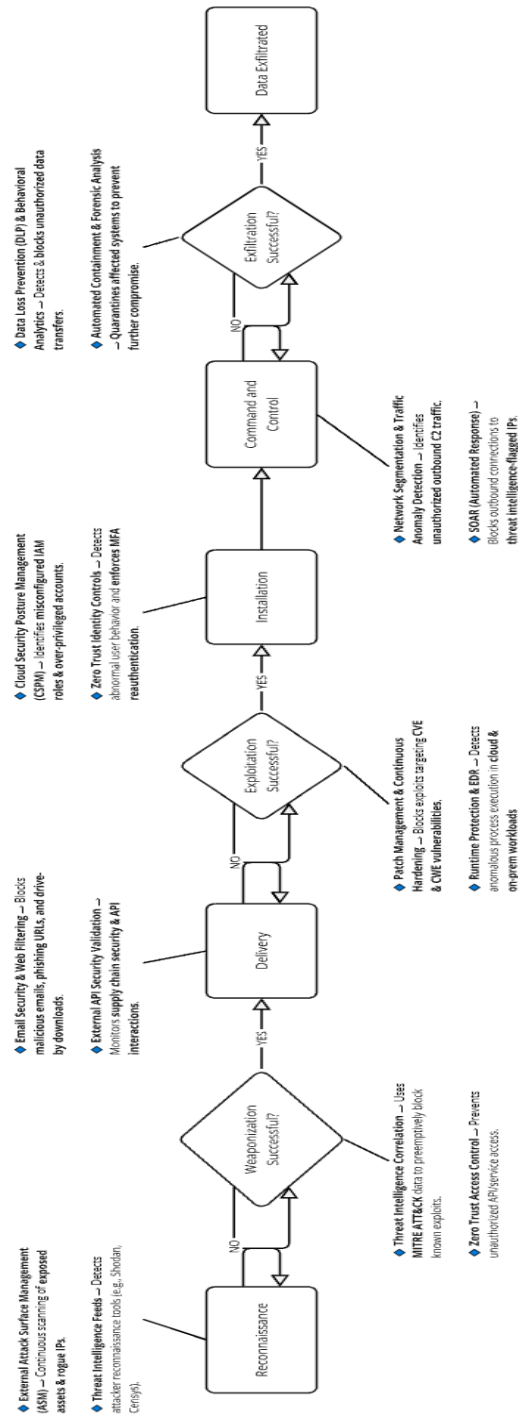 ◆ External Attack Surface Management
(ASM) → Continuous scanning of exposed
assets & rogue IPs.
◆ Threat Intelligence Feeds → Detects
attacker reconnaissance tools (e.g., Shodan,
Censys).
Reconnaissance
NO
Weaponization
Successful?
◆ Threat Intelligence Correlation → Uses
MITRE ATT&CK data to preemptively block
known exploits.
◆ Zero Trust Access Control → Prevents
unauthorized API/service access.
YES
◆ Email Security & Web Filtering → Blocks
malicious emails, phishing URLs, and drive-
by downloads.
◆ External API Security Validation →
Monitors supply chain security & API
interactions.
Delivery
NO
Exploitation
Successful?
◆ Patch Management & Continuous
Hardening → Blocks exploits targeting CVE
& CWE vulnerabilities.
◆ Runtime Protection & EDR → Detects
anomalous process execution in cloud &
on-prem workloads
YES
◆ Cloud Security Posture Management
(CSPM) → Identifies misconfigured IAM
roles & over-privileged accounts.
◆ Zero Trust Identity Controls → Detects
abnormal user behavior and enforces MFA
reauthentication.
Installation
Command and
Control
◆ Network Segmentation & Traffic
Anomaly Detection → Identifies
unauthorized outbound C2 traffic.
◆ SOAR (Automated Response) →
Blocks outbound connections to
threat intelligence-flagged IPs.
NO
◆ Data Loss Prevention (DLP) & Behavioral
Analytics → Detects & blocks unauthorized data
transfers.
◆ Automated Containment & Forensic Analysis
→ Quarantines affected systems to prevent
further compromise.
Exfiltration
Successful?
YES
Data Exfiltrated